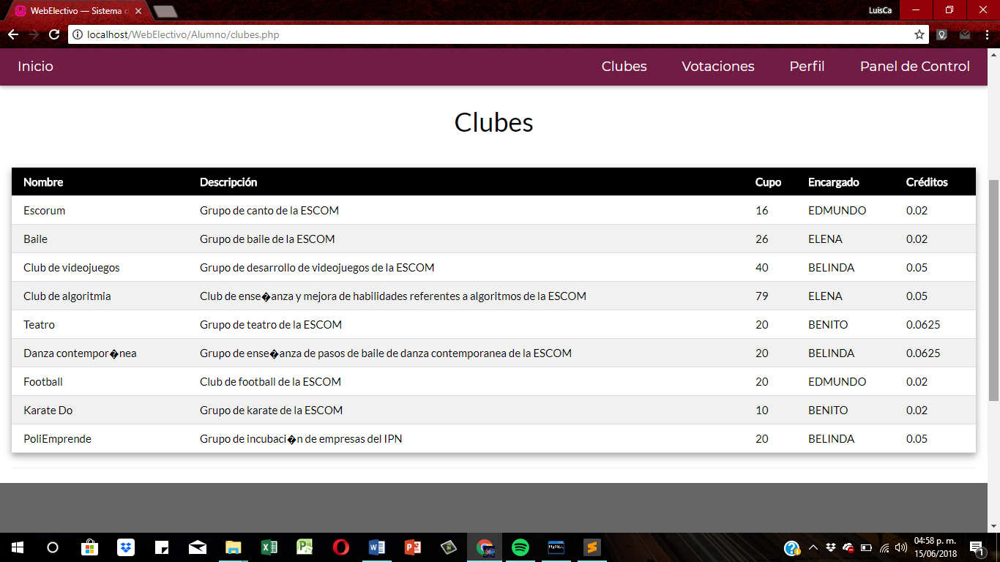 WebElectivo — Sistema d
LuisCa
localhost/WebElectivo/Alumno/clubes.php
Inicio Clubes Votaciones Perfil Panel de Control
Clubes
Nombre Descripción Cupo Encargado Créditos
Escorum Grupo de canto de la ESCOM 16 EDMUNDO 0.02
Baile Grupo de baile de la ESCOM 26 ELENA 0.02
Club de videojuegos Grupo de desarrollo de videojuegos de la ESCOM 40 BELINDA 0.05
Club de algoritmia Club de ense�anza y mejora de habilidades referentes a algoritmos de la ESCOM 79 ELENA 0.05
Teatro Grupo de teatro de la ESCOM 20 BENITO 0.0625
Danza contempor�nea Grupo de ense�anza de pasos de baile de danza contemporanea de la ESCOM 20 BELINDA 0.0625
Football Club de football de la ESCOM 20 EDMUNDO 0.02
Karate Do Grupo de karate de la ESCOM 10 BENITO 0.02
PoliEmprende Grupo de incubaci�n de empresas del IPN 20 BELINDA 0.05
MySQL
04:58 p. m.
15/06/2018
1